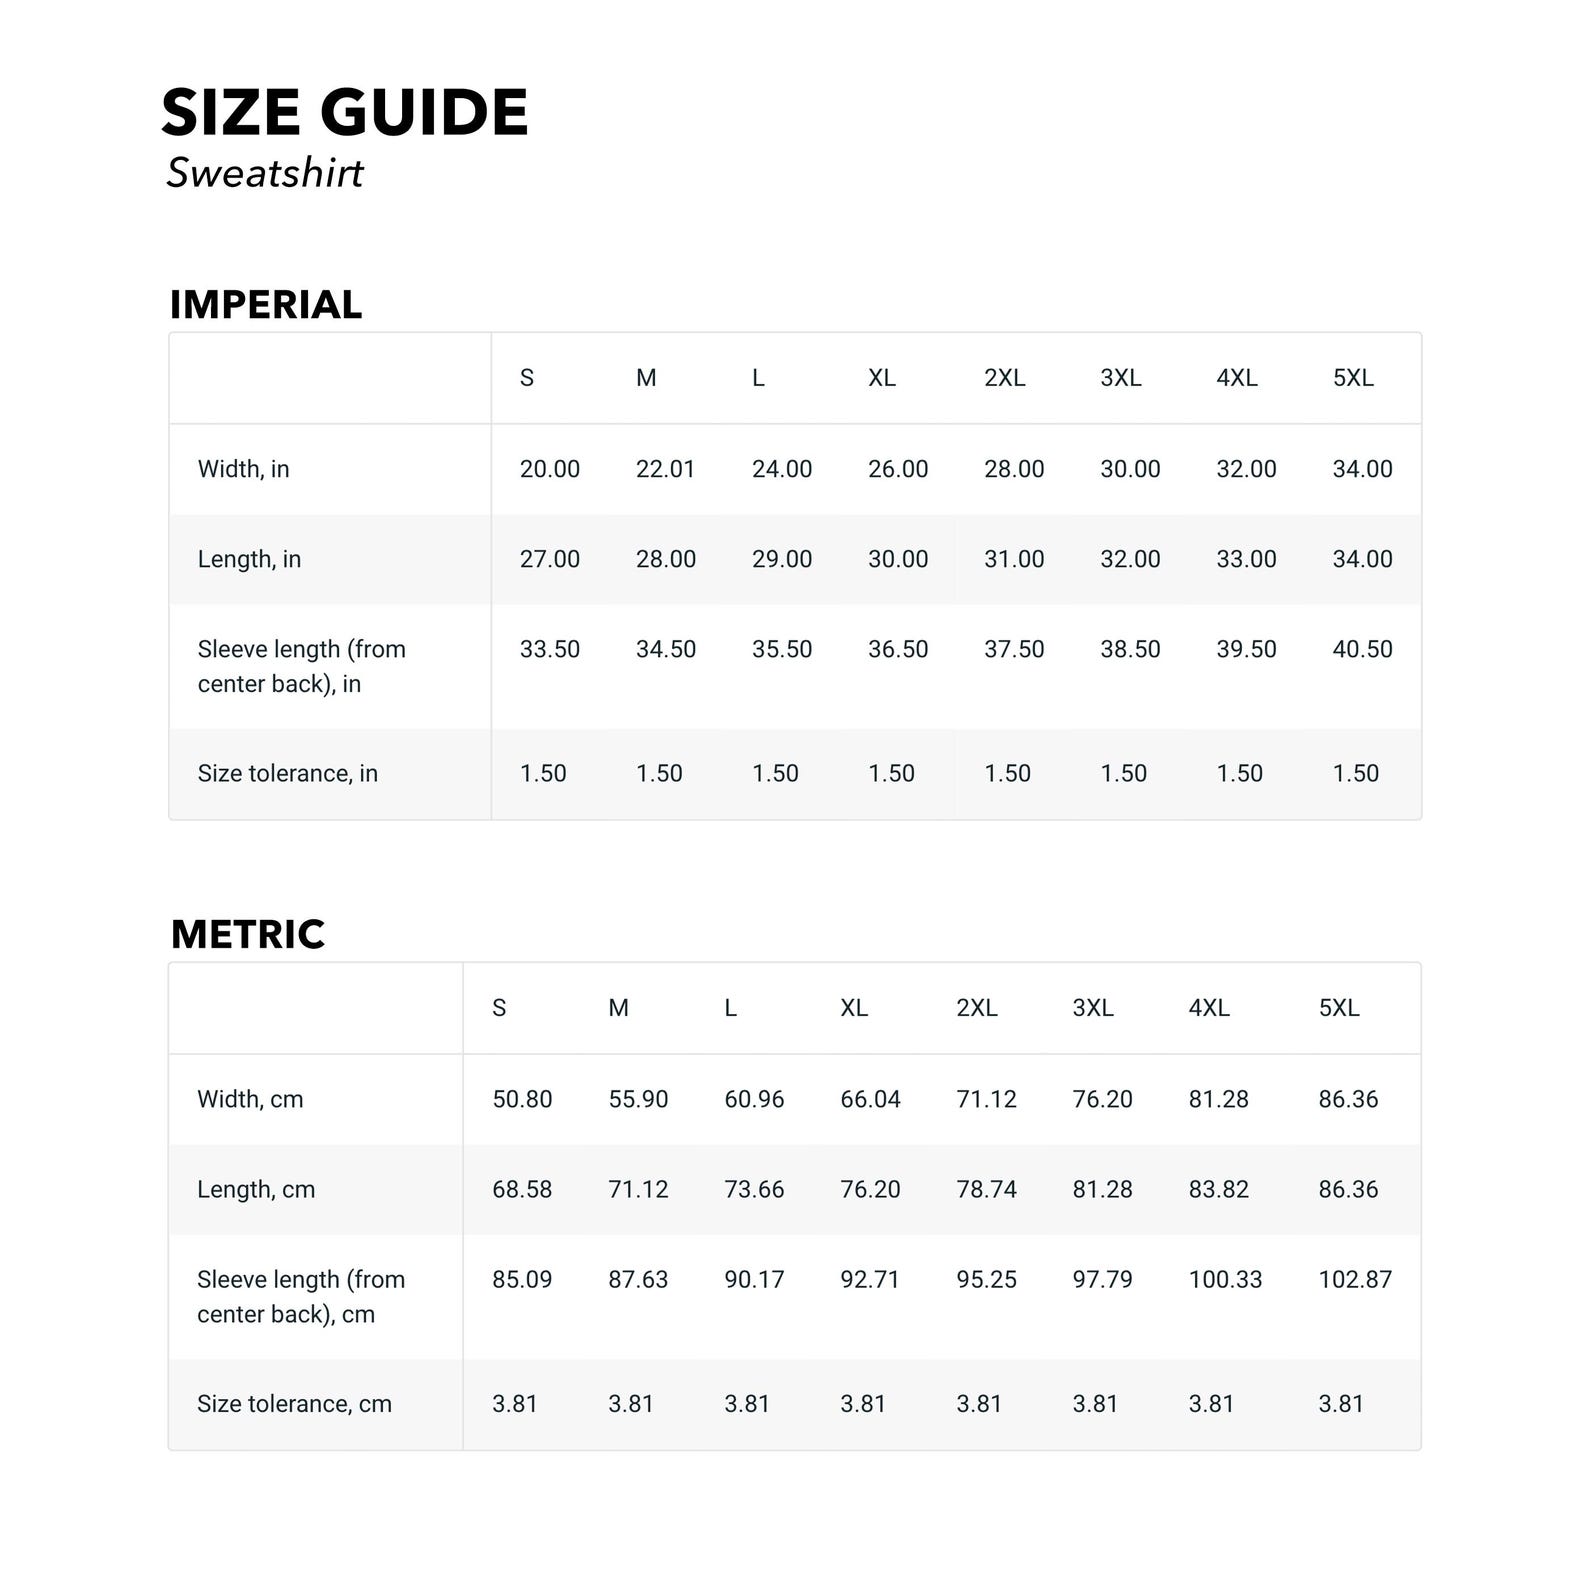 SIZE GUIDE
Sweatshirt
IMPERIAL
S M L XL 2XL 3XL 4XL 5XL
Width, in 20.00 22.01 24.00 26.00 28.00 30.00 32.00 34.00
Length, in 27.00 28.00 29.00 30.00 31.00 32.00 33.00 34.00
Sleeve length (from 33.50 34.50 35.50 36.50 37.50 38.50 39.50 40.50
center back), in
Size tolerance, in 1.50 1.50 1.50 1.50 1.50 1.50 1.50 1.50
METRIC
S M L XL 2XL 3XL 4XL 5XL
Width, cm 50.80 55.90 60.96 66.04 71.12 76.20 81.28 86.36
Length, cm 68.58 71.12 73.66 76.20 78.74 81.28 83.82 86.36
Sleeve length (from 85.09 87.63 90.17 92.71 95.25 97.79 100.33 102.87
center back), cm
Size tolerance, cm 3.81 3.81 3.81 3.81 3.81 3.81 3.81 3.81